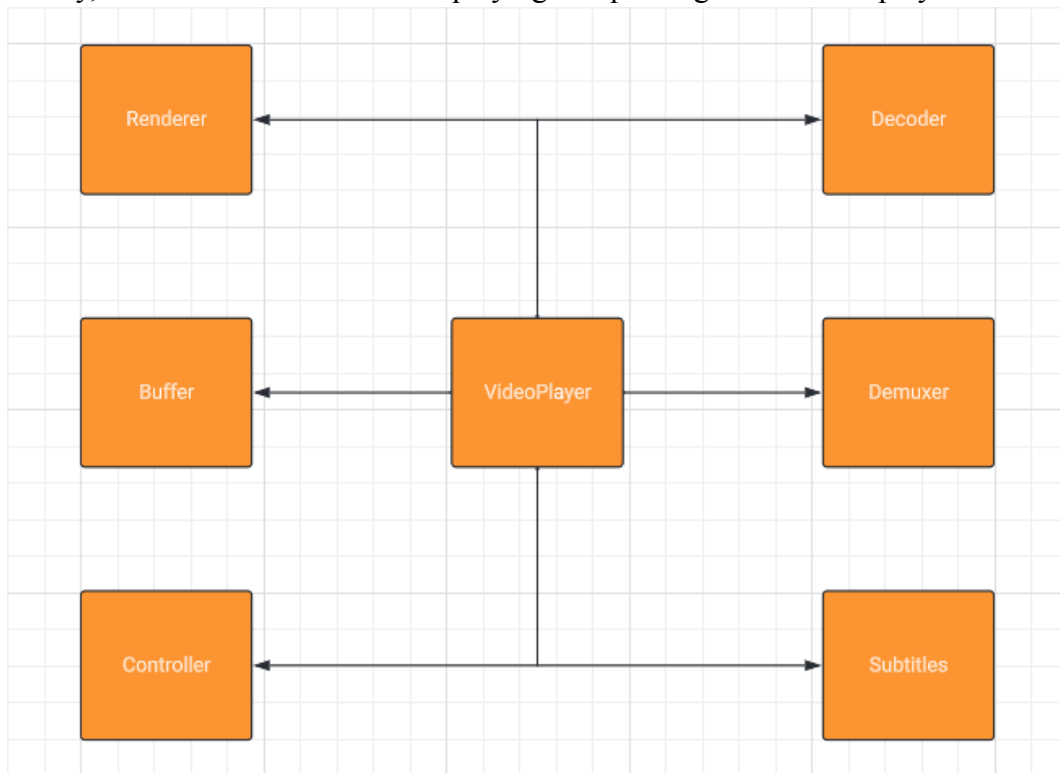 Renderer
Decoder
Buffer
VideoPlayer
Demuxer
Controller
Subtitles